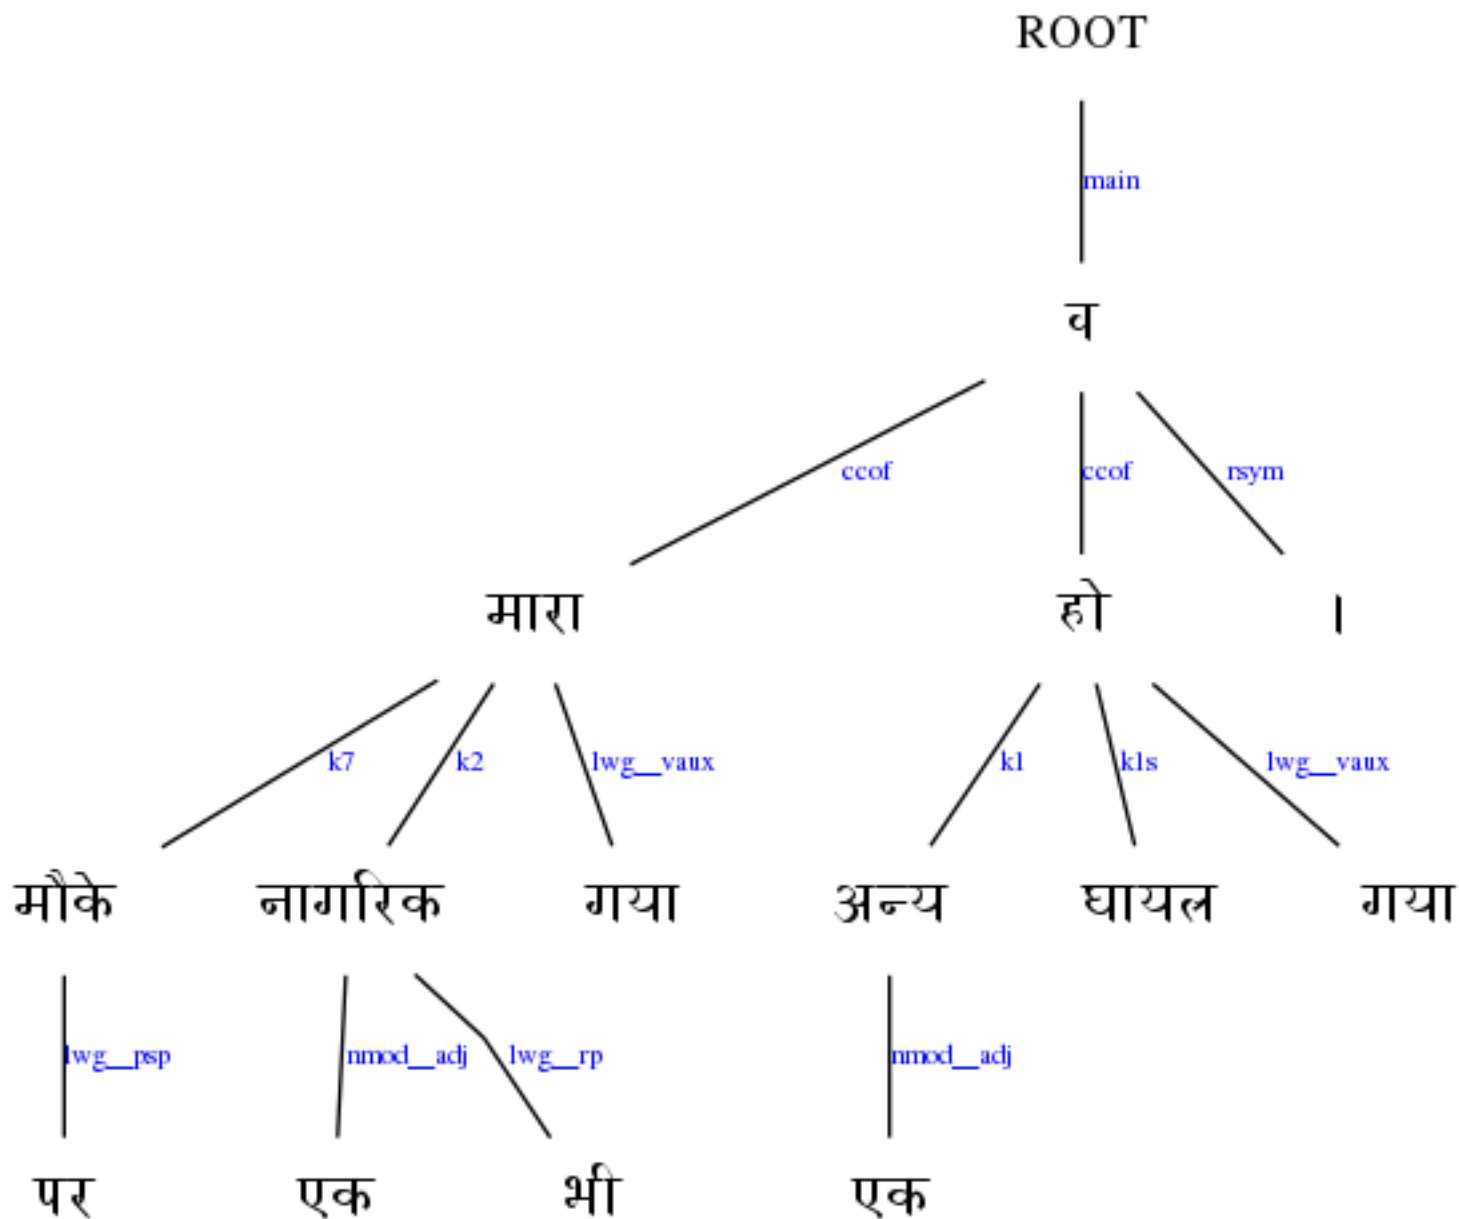 ROOT
main
व
ccof ccof rsym
मारा हो ।
k7 k2 lwg__vaux k1 k1s lwg__vaux
मौके नागरिक गया अन्य घायल गया
lwg__psp nmod__adj lwg__rp nmod__adj
पर एक भी एक